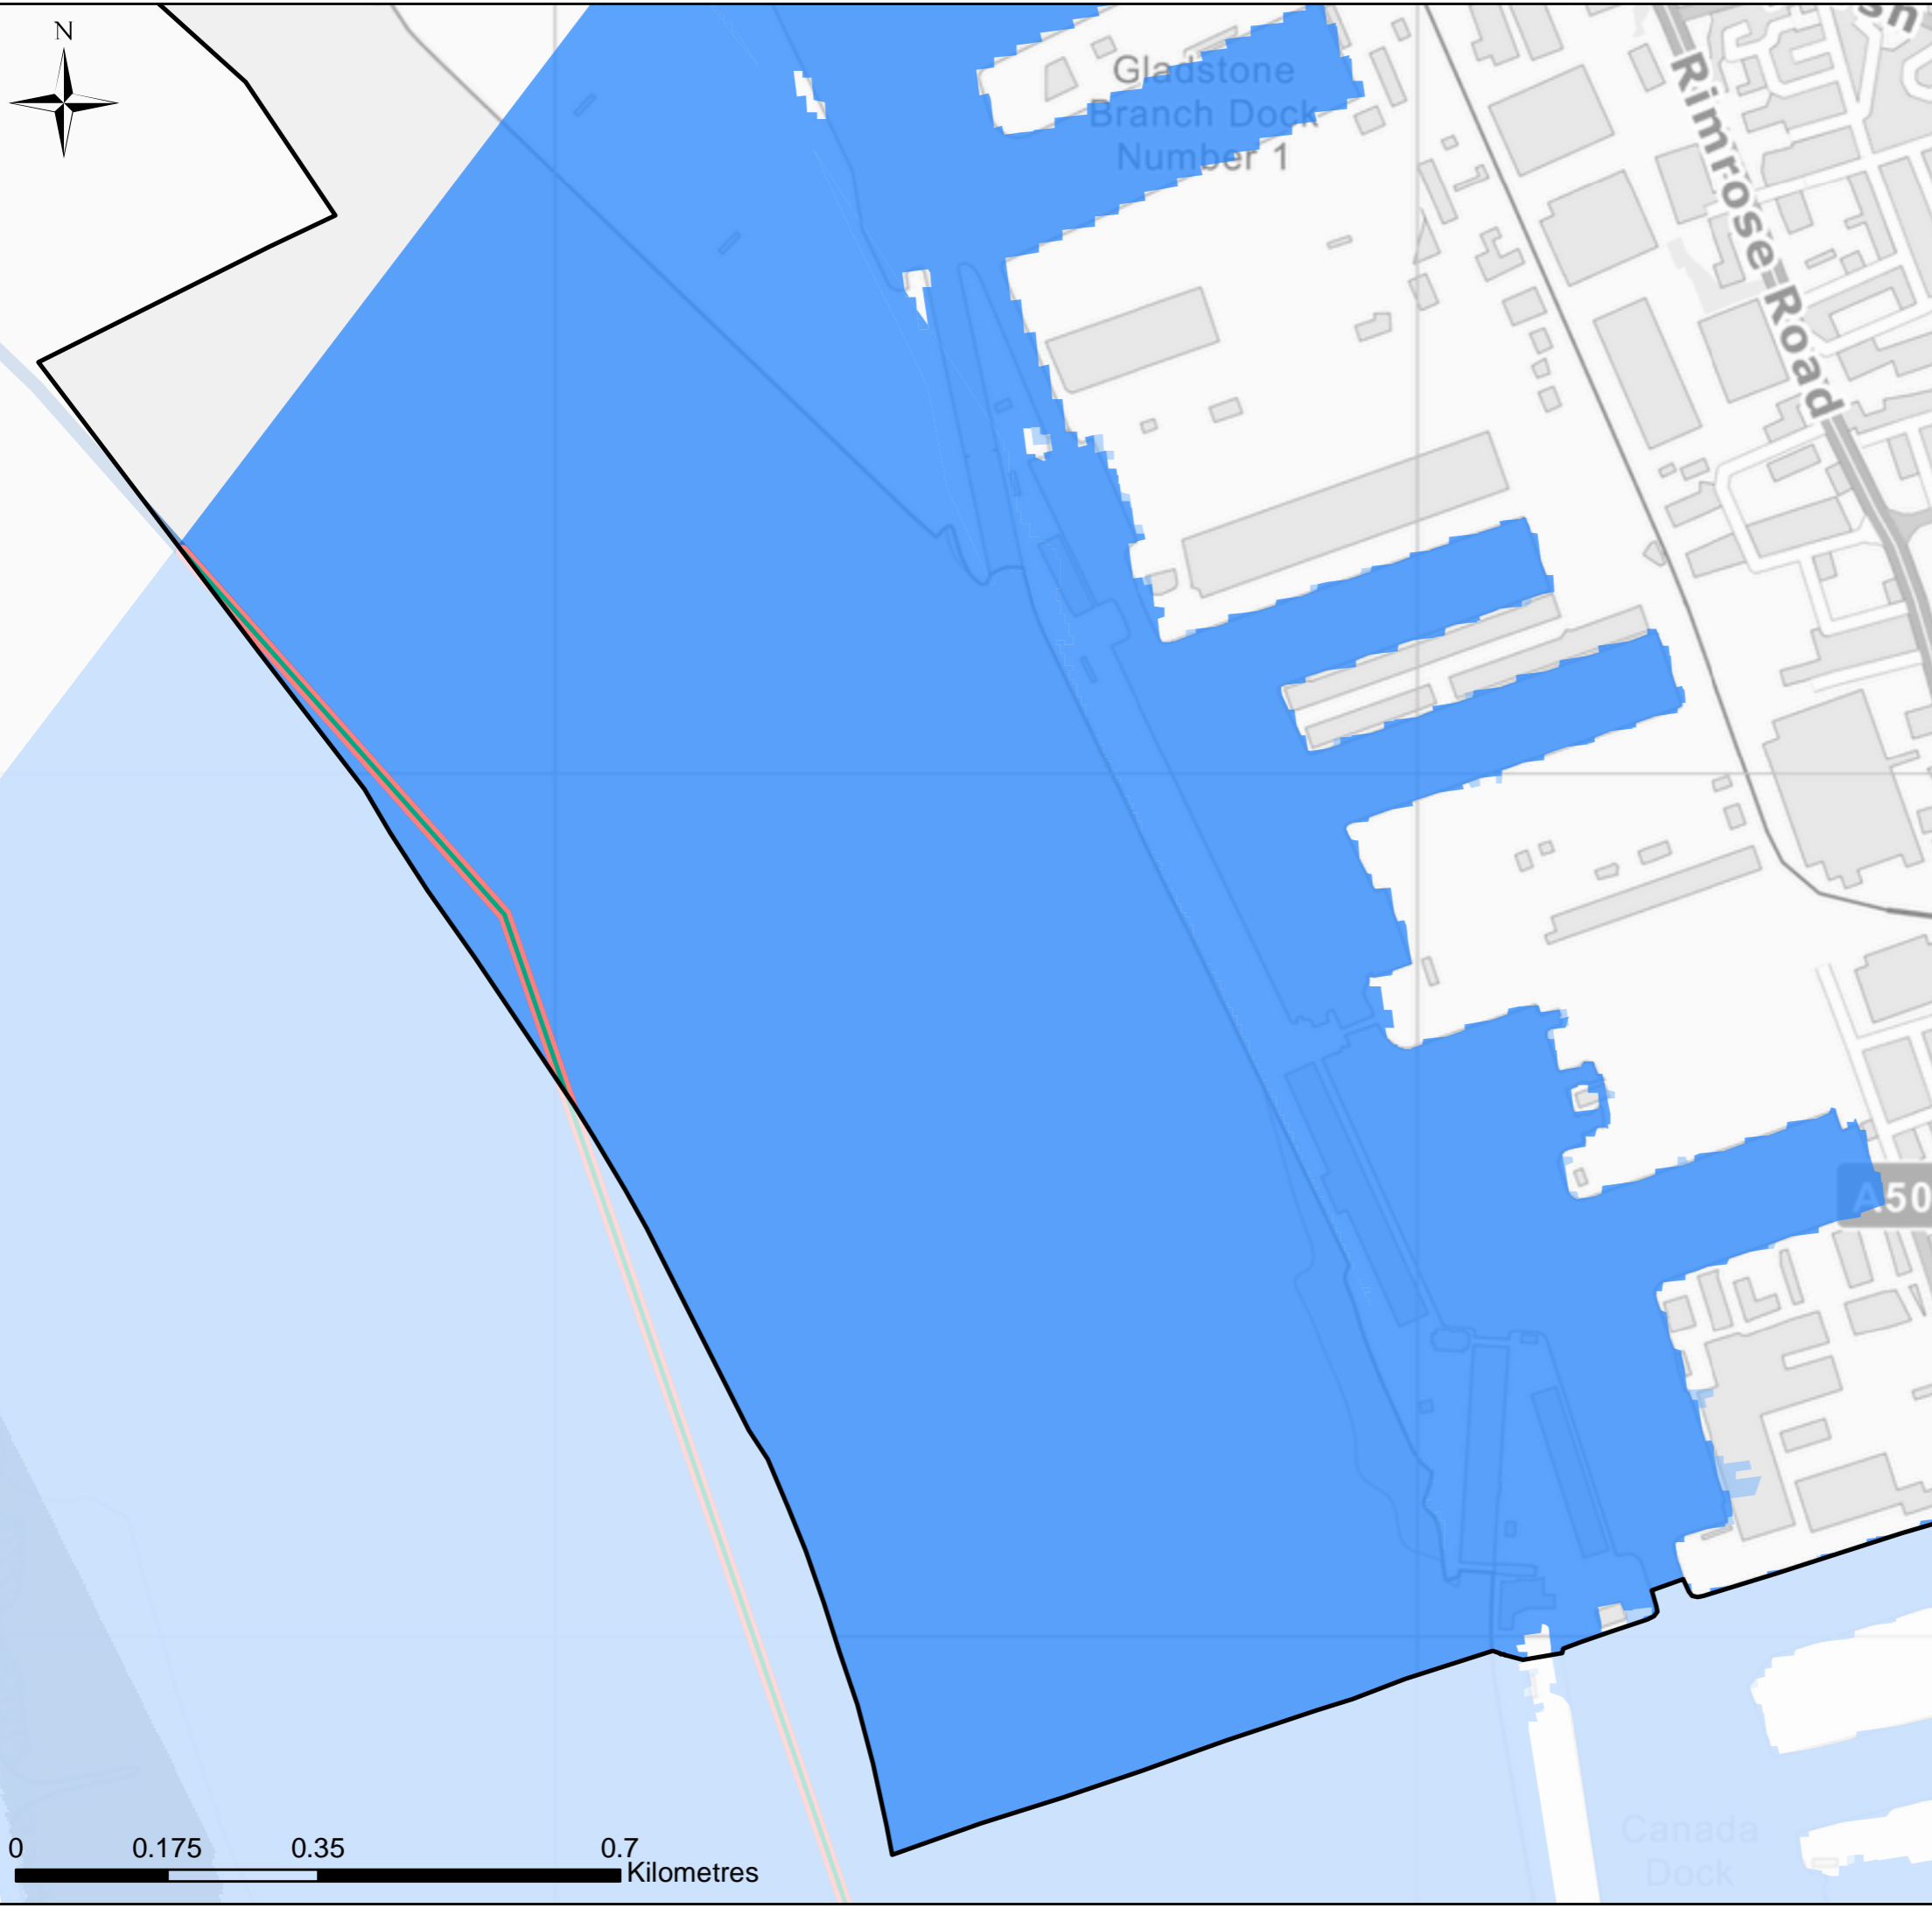 N
Gladstone
Branch Dock
Number 1
Rimrose Road
A50
Canada
Dock
0 0.175 0.35 0.7
Kilometres